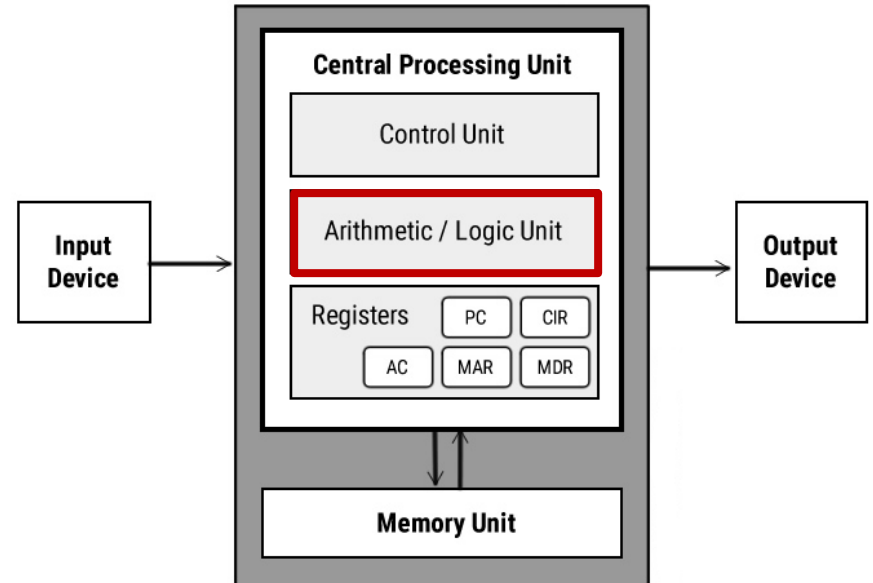 Central Processing Unit
Control Unit
Arithmetic / Logic Unit
Input
Device
Output
Device
Registers
PC
CIR
AC
MAR
MDR
Memory Unit